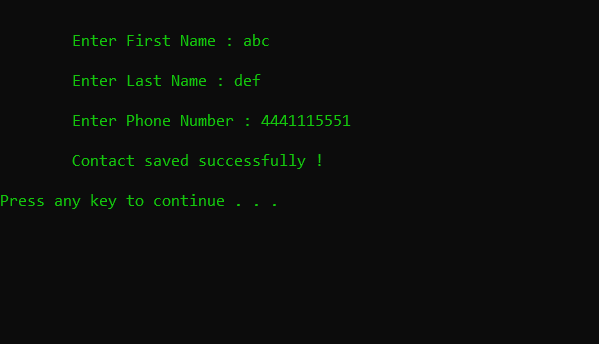 Enter First Name : abc
Enter Last Name : def
Enter Phone Number : 4441115551
Contact saved successfully !
Press any key to continue . . .